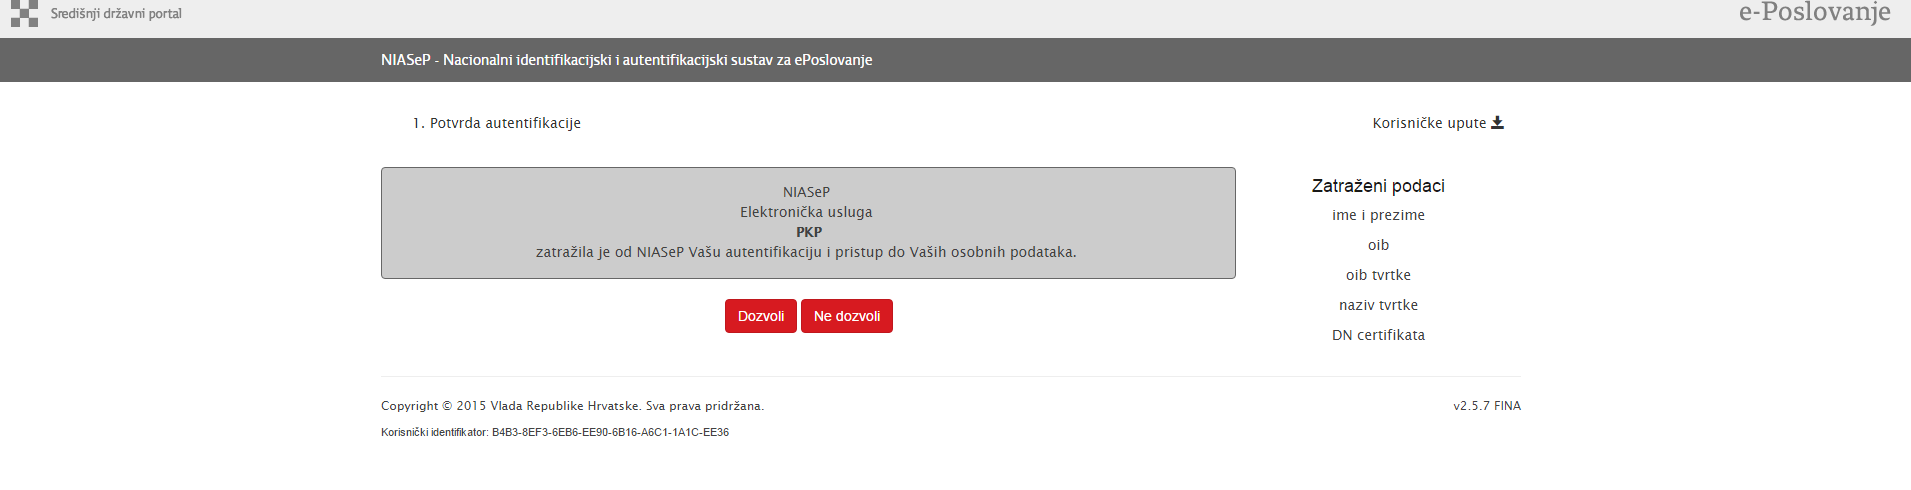 Središnji državni portal
e-Poslovanje
NIASeP - Nacionalni identifikacijski i autentifikacijski sustav za ePoslovanje
1. Potvrda autentifikacije
Korisničke upute
NIASeP
Elektronička usluga
PKP
zatražila je od NIASeP Vašu autentifikaciju i pristup do Vaših osobnih podataka.
Dozvoli
Ne dozvoli
Zatraženi podaci
ime i prezime
oib
oib tvrtke
naziv tvrtke
DN certifikata
Copyright © 2015 Vlada Republike Hrvatske. Sva prava pridržana.
v2.5.7 FINA
Korisnički identifikator: B4B3-8EF3-6EB6-EE90-6B16-A6C1-1A1C-EE36